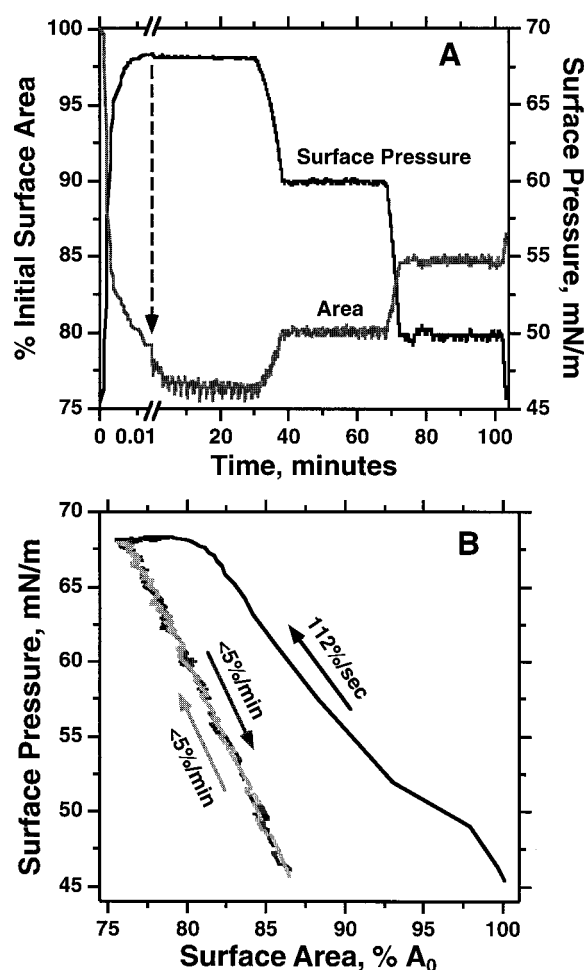 A
100
95
90
85
80
75
% Initial Surface Area
70
65
60
55
50
45
Surface Pressure, mN/m
Surface Pressure
Area
0 0.01 20 40 60 80 100
Time, minutes
B
70
65
60
55
50
45
Surface Pressure, mN/m
112%/sec
<5%/min
<5%/min
75 80 85 90 95 100
Surface Area, % A₀